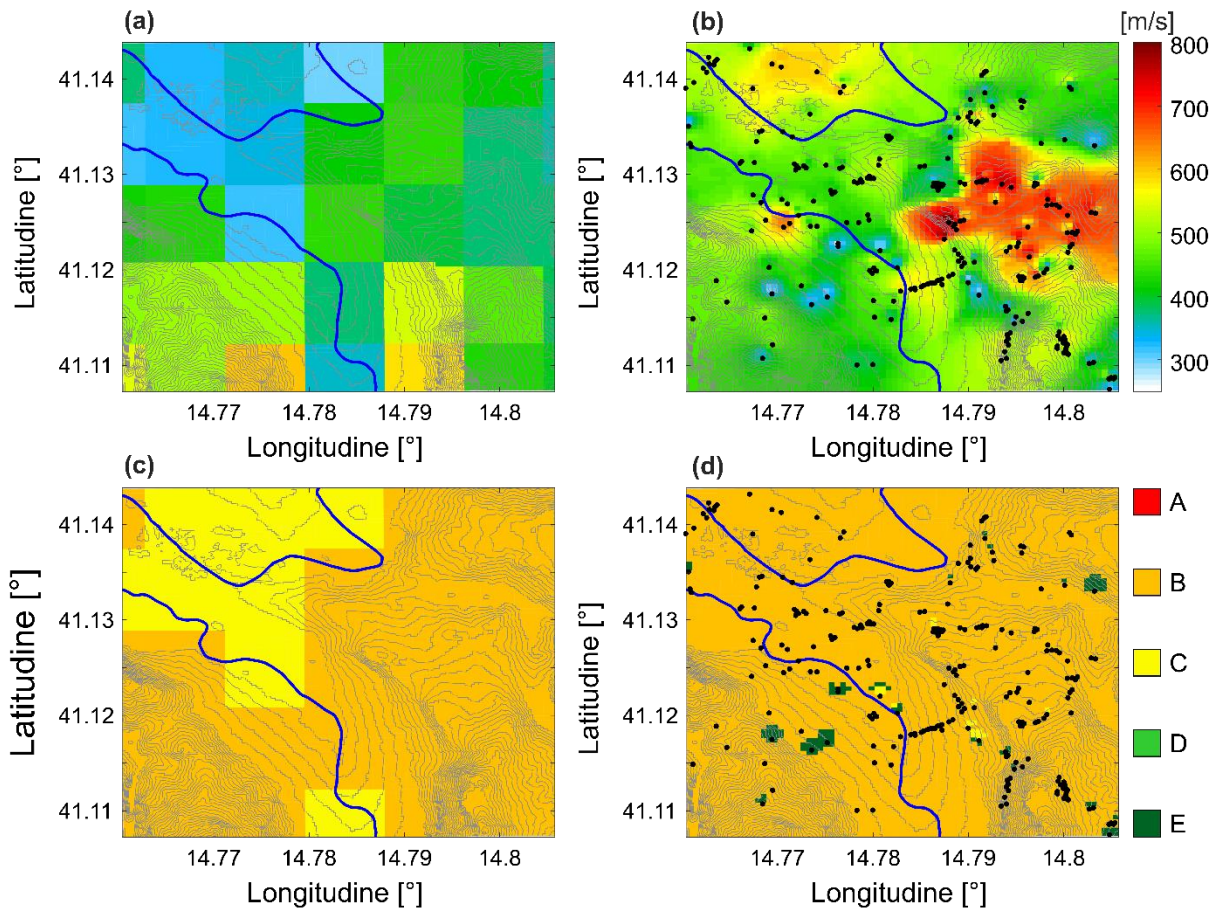 (a)
(b)
[m/s]
41.14
41.13
41.12
41.11
Latitudine [°]
14.77
14.78
14.79
14.8
Longitudine [°]
41.14
41.13
41.12
41.11
Latitudine [°]
14.77
14.78
14.79
14.8
Longitudine [°]
800
700
600
500
400
300
(c)
(d)
41.14
41.13
41.12
41.11
Latitudine [°]
14.77
14.78
14.79
14.8
Longitudine [°]
41.14
41.13
41.12
41.11
Latitudine [°]
14.77
14.78
14.79
14.8
Longitudine [°]
A
B
C
D
E